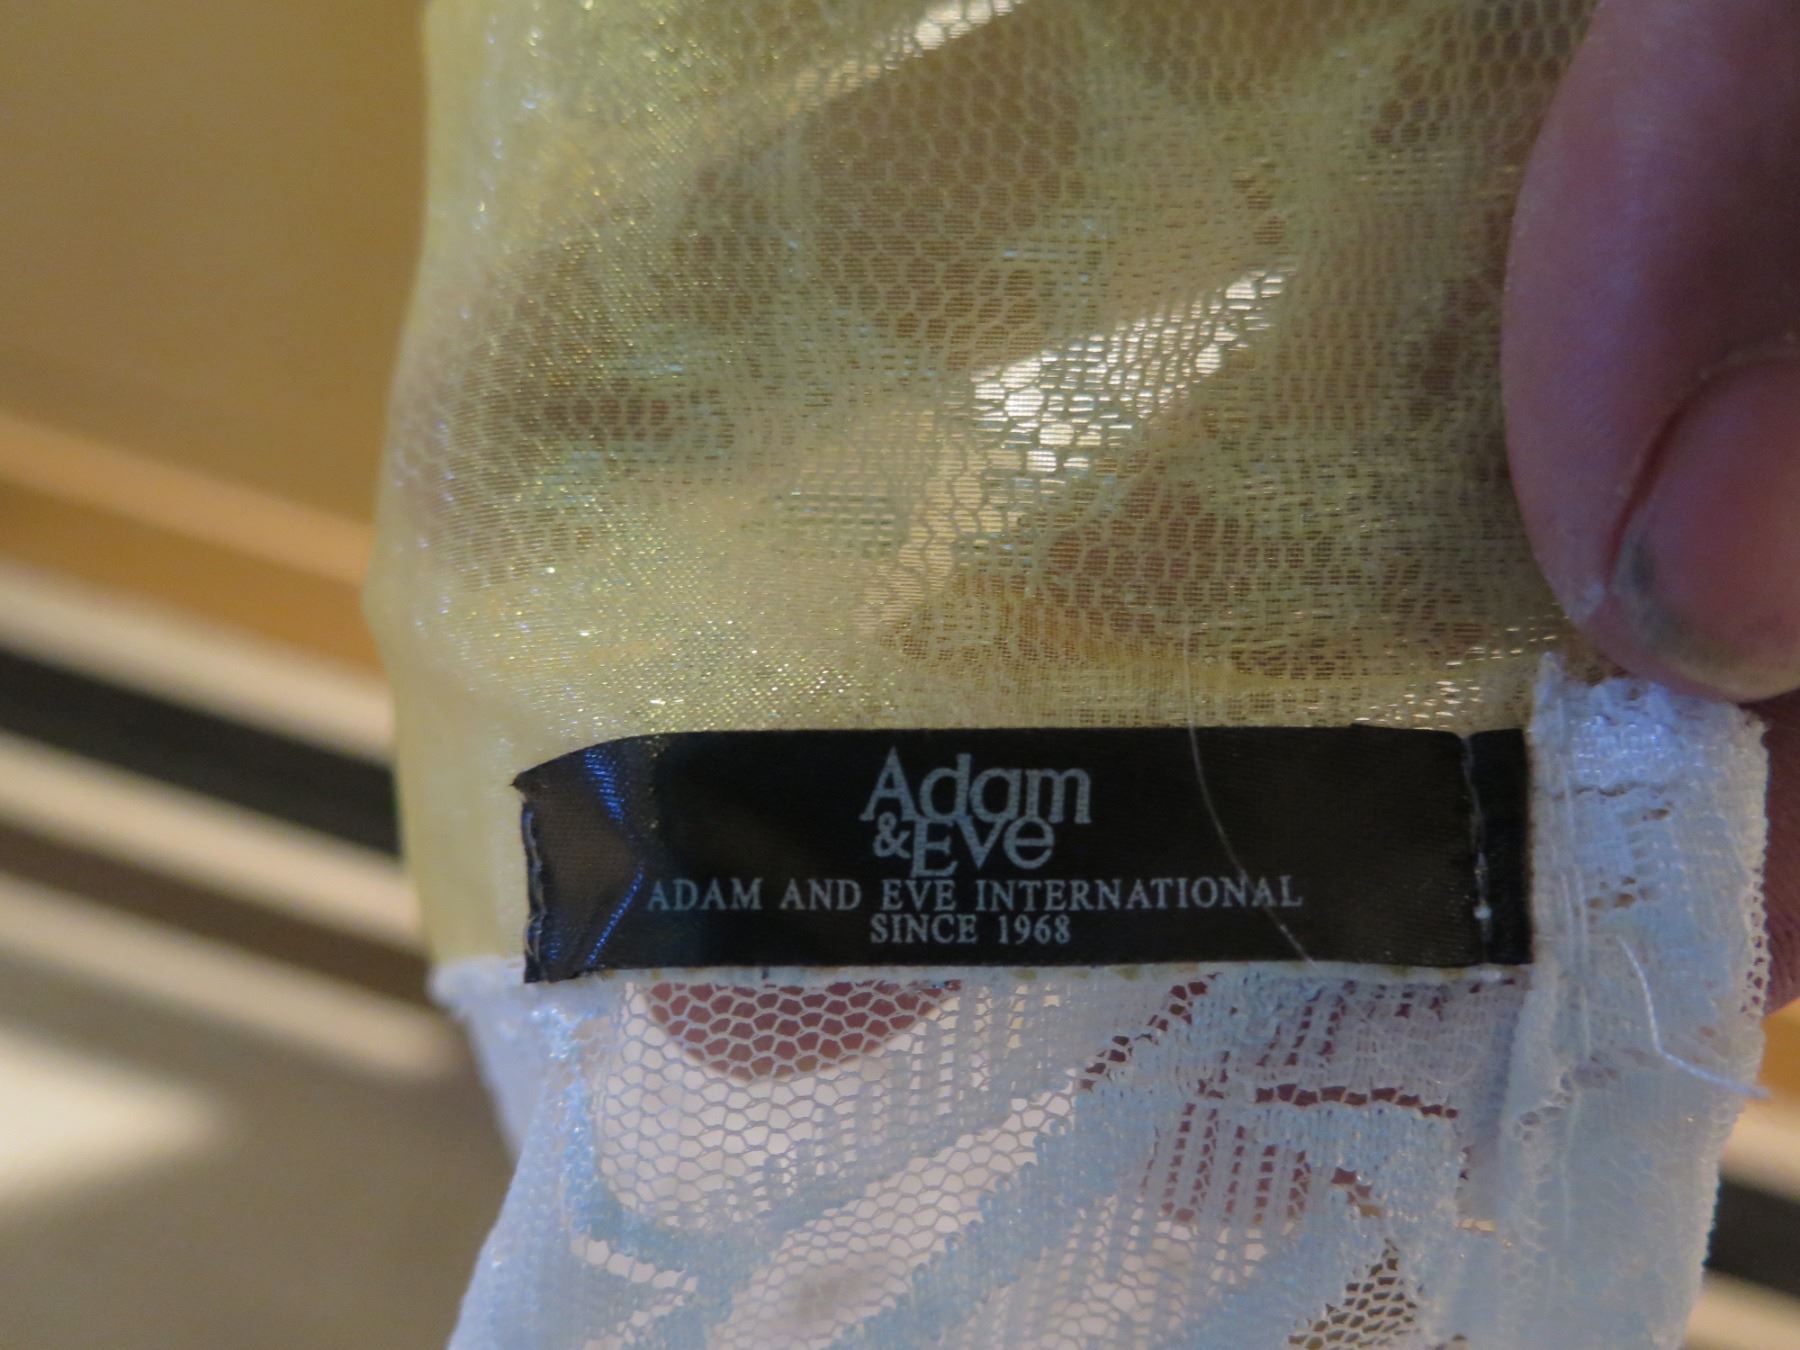 Adam
&Eve
ADAM AND EVE INTERNATIONAL
SINCE 1968